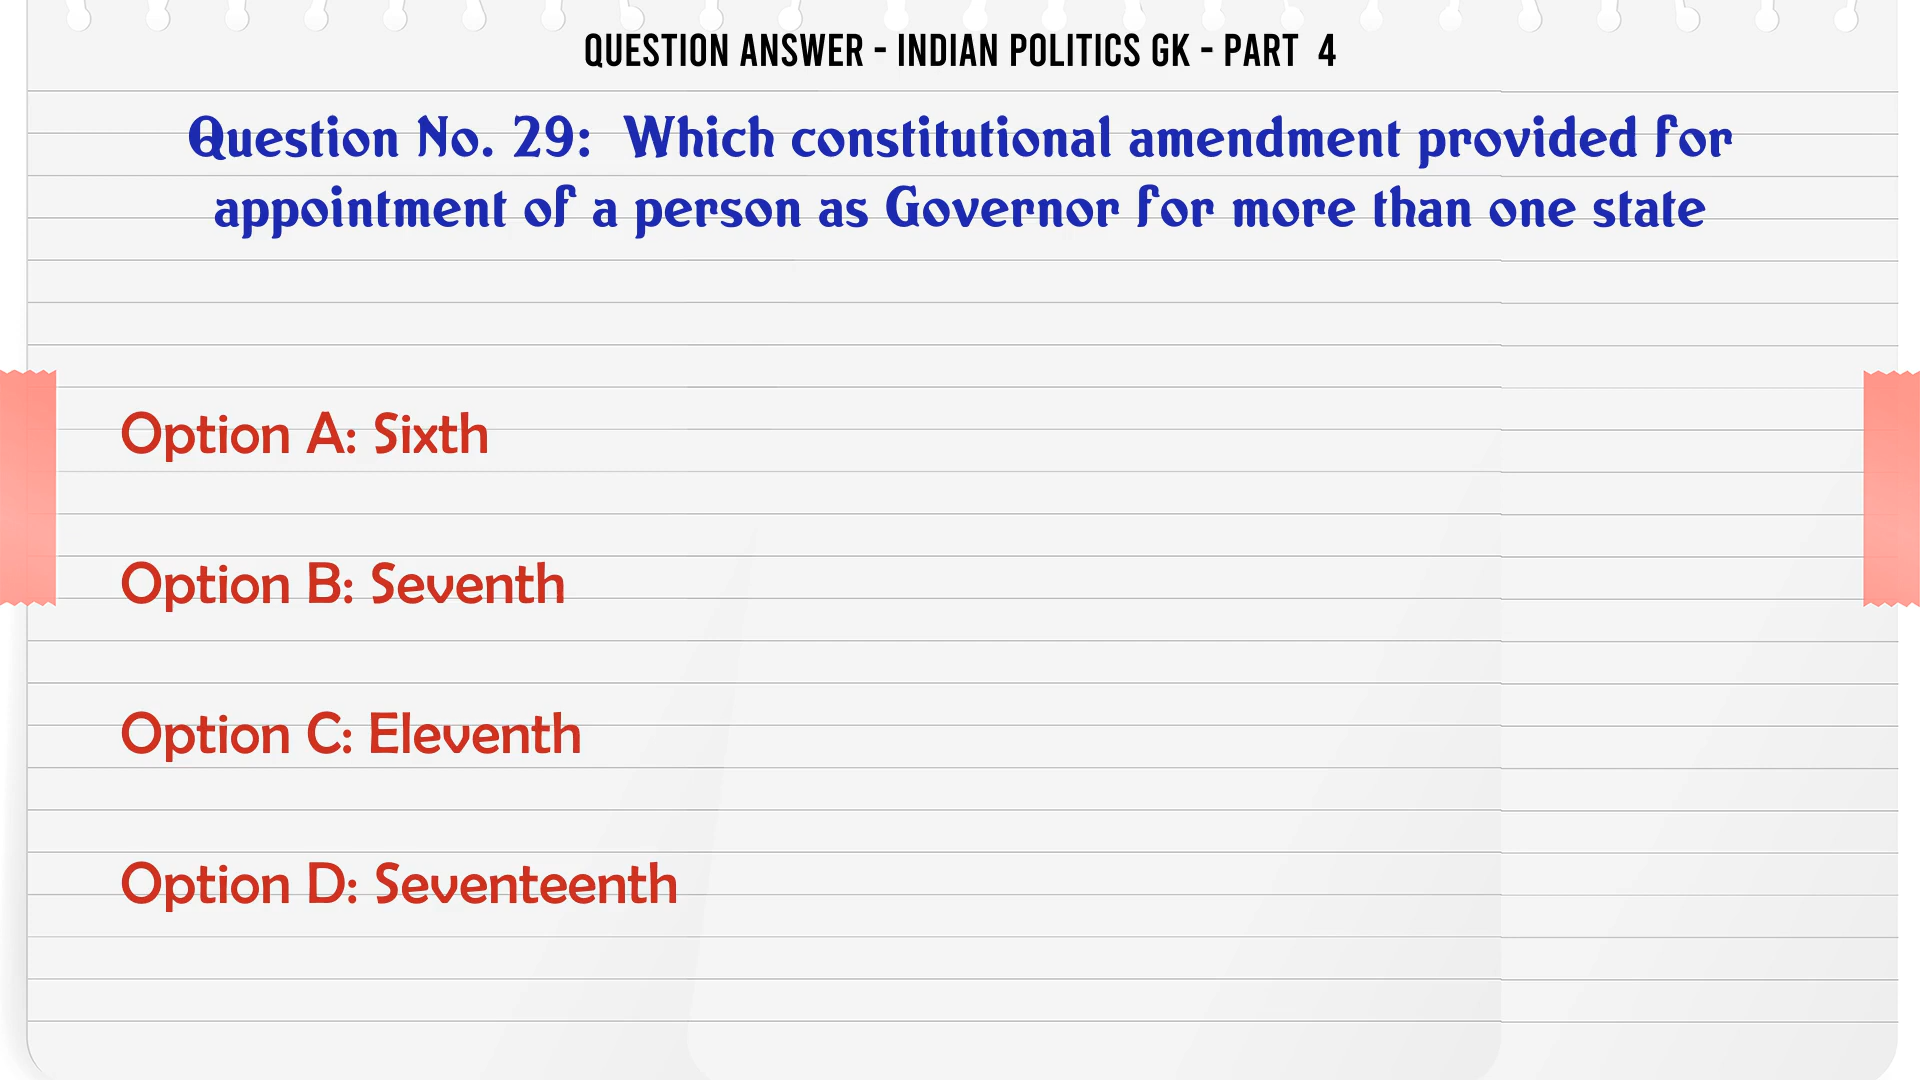 QUESTION ANSWER - INDIAN POLITICS GK - PART 4
Question No. 29: Which constitutional amendment provided for
appointment of a person as Governor for more than one state
Option A: Sixth
Option B: Seventh
Option C: Eleventh
Option D: Seventeenth